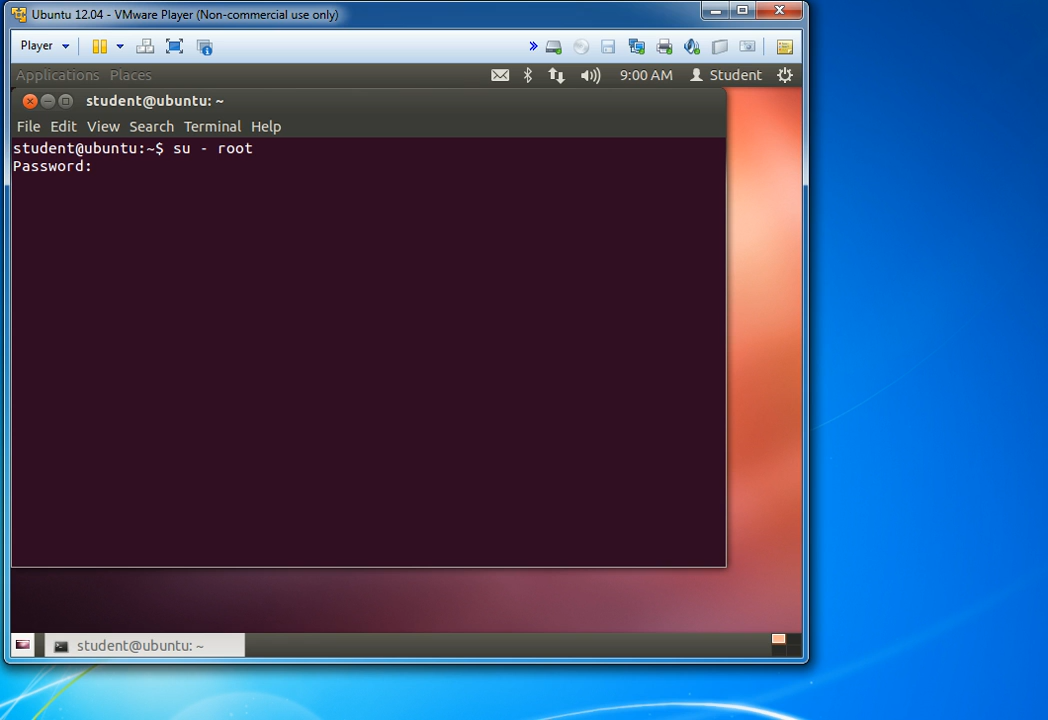 Ubuntu 12.04 - VMware Player (Non-commercial use only)
Player
Applications Places 9:00 AM Student
student@ubuntu: ~
File Edit View Search Terminal Help
student@ubuntu:~$ su - root
Password:
student@ubuntu: ~